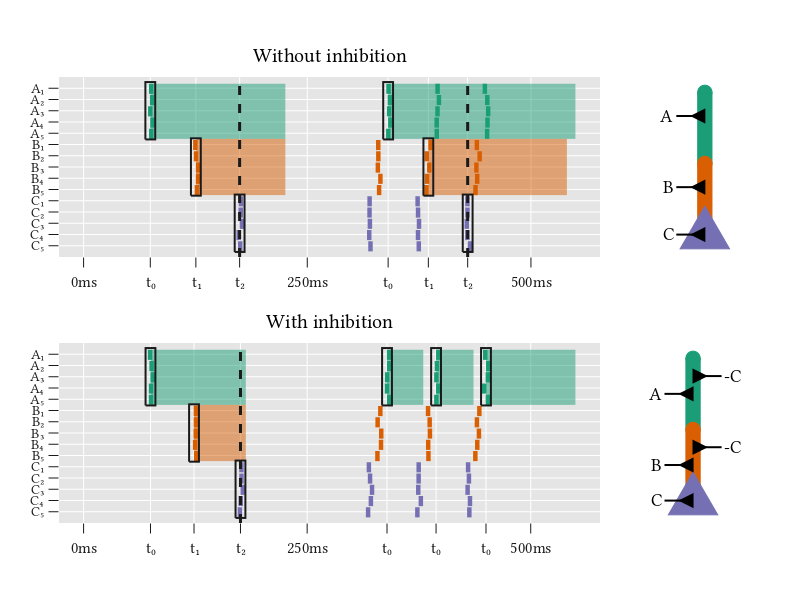 Without inhibition
A₁
A₂
A₃
A₄
A₅
B₁
B₂
B₃
B₄
B₅
C₁
C₂
C₃
C₄
C₅
0ms t₀ t₁ t₂ 250ms t₀ t₁ t₂ 500ms
A
B
C
With inhibition
A₁
A₂
A₃
A₄
A₅
B₁
B₂
B₃
B₄
B₅
C₁
C₂
C₃
C₄
C₅
0ms t₀ t₁ t₂ 250ms t₀ t₀ t₀ 500ms
-C
A
-C
B
C